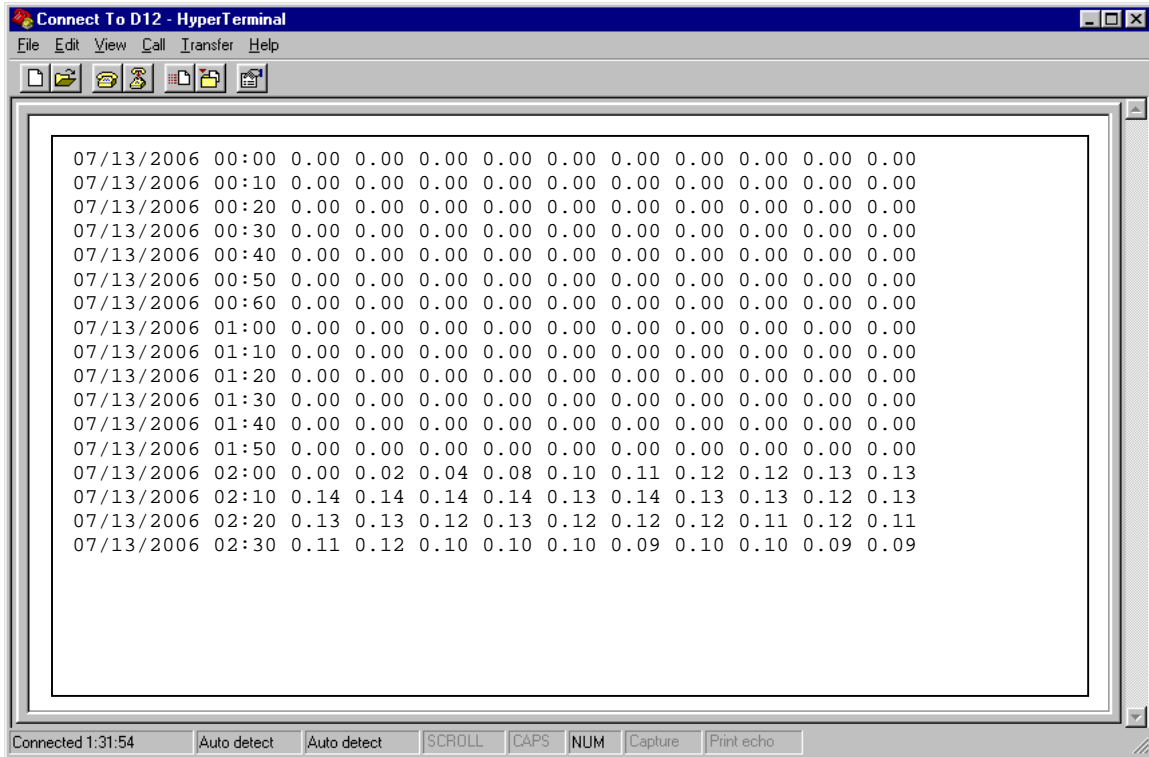 Connect To D12 - HyperTerminal
File Edit View Call Transfer Help
07/13/2006 00:00 0.00 0.00 0.00 0.00 0.00 0.00 0.00 0.00 0.00 0.00
07/13/2006 00:10 0.00 0.00 0.00 0.00 0.00 0.00 0.00 0.00 0.00 0.00
07/13/2006 00:20 0.00 0.00 0.00 0.00 0.00 0.00 0.00 0.00 0.00 0.00
07/13/2006 00:30 0.00 0.00 0.00 0.00 0.00 0.00 0.00 0.00 0.00 0.00
07/13/2006 00:40 0.00 0.00 0.00 0.00 0.00 0.00 0.00 0.00 0.00 0.00
07/13/2006 00:50 0.00 0.00 0.00 0.00 0.00 0.00 0.00 0.00 0.00 0.00
07/13/2006 00:60 0.00 0.00 0.00 0.00 0.00 0.00 0.00 0.00 0.00 0.00
07/13/2006 01:00 0.00 0.00 0.00 0.00 0.00 0.00 0.00 0.00 0.00 0.00
07/13/2006 01:10 0.00 0.00 0.00 0.00 0.00 0.00 0.00 0.00 0.00 0.00
07/13/2006 01:20 0.00 0.00 0.00 0.00 0.00 0.00 0.00 0.00 0.00 0.00
07/13/2006 01:30 0.00 0.00 0.00 0.00 0.00 0.00 0.00 0.00 0.00 0.00
07/13/2006 01:40 0.00 0.00 0.00 0.00 0.00 0.00 0.00 0.00 0.00 0.00
07/13/2006 01:50 0.00 0.00 0.00 0.00 0.00 0.00 0.00 0.00 0.00 0.00
07/13/2006 02:00 0.00 0.02 0.04 0.08 0.10 0.11 0.12 0.12 0.13 0.13
07/13/2006 02:10 0.14 0.14 0.14 0.14 0.13 0.14 0.13 0.13 0.12 0.13
07/13/2006 02:20 0.13 0.13 0.12 0.13 0.12 0.12 0.12 0.11 0.12 0.11
07/13/2006 02:30 0.11 0.12 0.10 0.10 0.10 0.09 0.10 0.10 0.09 0.09
Connected 1:31:54 Auto detect Auto detect SCROLL CAPS NUM Capture Print echo